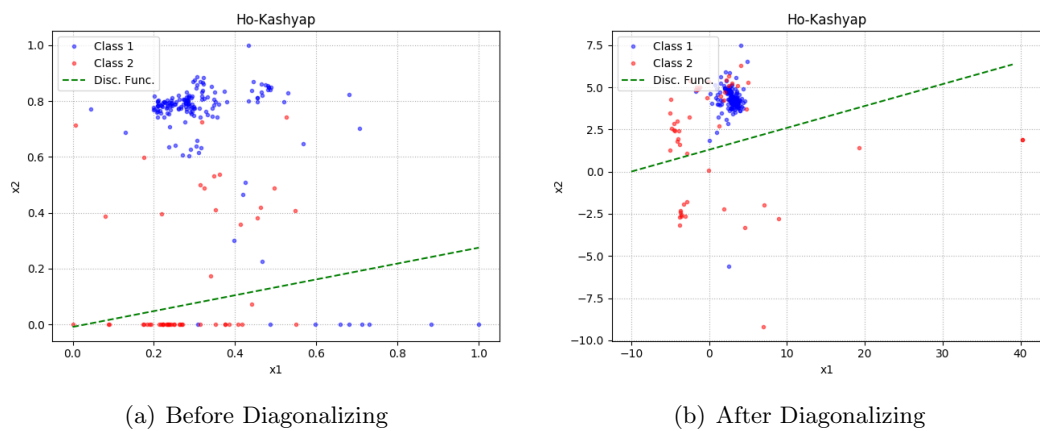 Ho-Kashyap
Class 1
Class 2
Disc. Func.
1.0
0.8
0.6
0.4
0.2
0.0
x2
0.0 0.2 0.4 0.6 0.8 1.0
x1
(a) Before Diagonalizing
Ho-Kashyap
Class 1
Class 2
Disc. Func.
7.5
5.0
2.5
0.0
−2.5
−5.0
−7.5
−10.0
x2
−10 0 10 20 30 40
x1
(b) After Diagonalizing